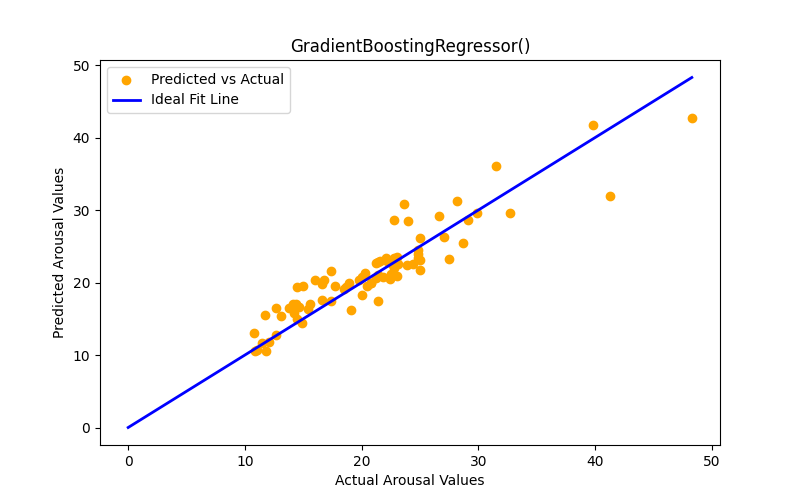 GradientBoostingRegressor()
Predicted vs Actual
Ideal Fit Line
Predicted Arousal Values
50
40
30
20
10
0
0 10 20 30 40 50
Actual Arousal Values